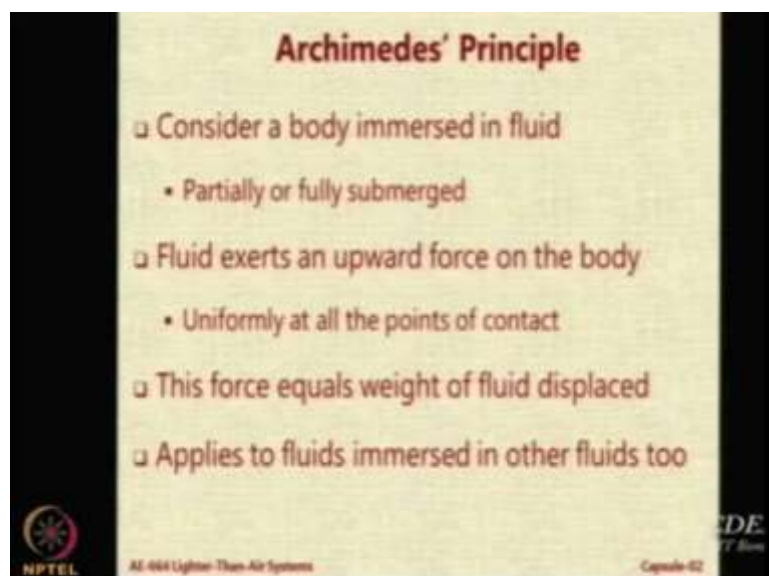 Archimedes' Principle
Consider a body immersed in fluid
Partially or fully submerged
Fluid exerts an upward force on the body
Uniformly at all the points of contact
This force equals weight of fluid displaced
Applies to fluids immersed in other fluids too
CDE
NPTEL
AE-664 Lighter-Than-Air Systems
Capsule-02